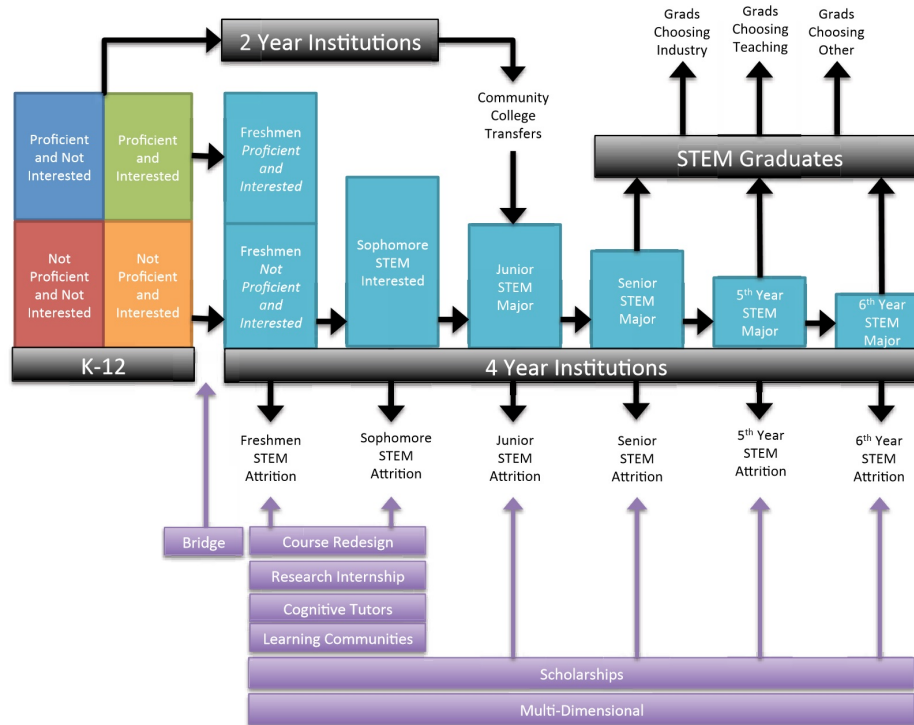 2 Year Institutions
Grads
Choosing
Industry
Grads
Choosing
Teaching
Grads
Choosing
Other
Community
College
Transfers
STEM Graduates
Proficient
and Not
Interested
Proficient
and
Interested
Freshmen
Proficient
and
Interested
Not
Proficient
and Not
Interested
Not
Proficient
and
Interested
Freshmen
Not
Proficient
and
Interested
Sophomore
STEM
Interested
Junior
STEM
Major
Senior
STEM
Major
5th Year
STEM
Major
6th Year
STEM
Major
K-12
4 Year Institutions
Freshmen
STEM
Attrition
Sophomore
STEM
Attrition
Junior
STEM
Attrition
Senior
STEM
Attrition
5th Year
STEM
Attrition
6th Year
STEM
Attrition
Bridge
Course Redesign
Research Internship
Cognitive Tutors
Learning Communities
Scholarships
Multi-Dimensional